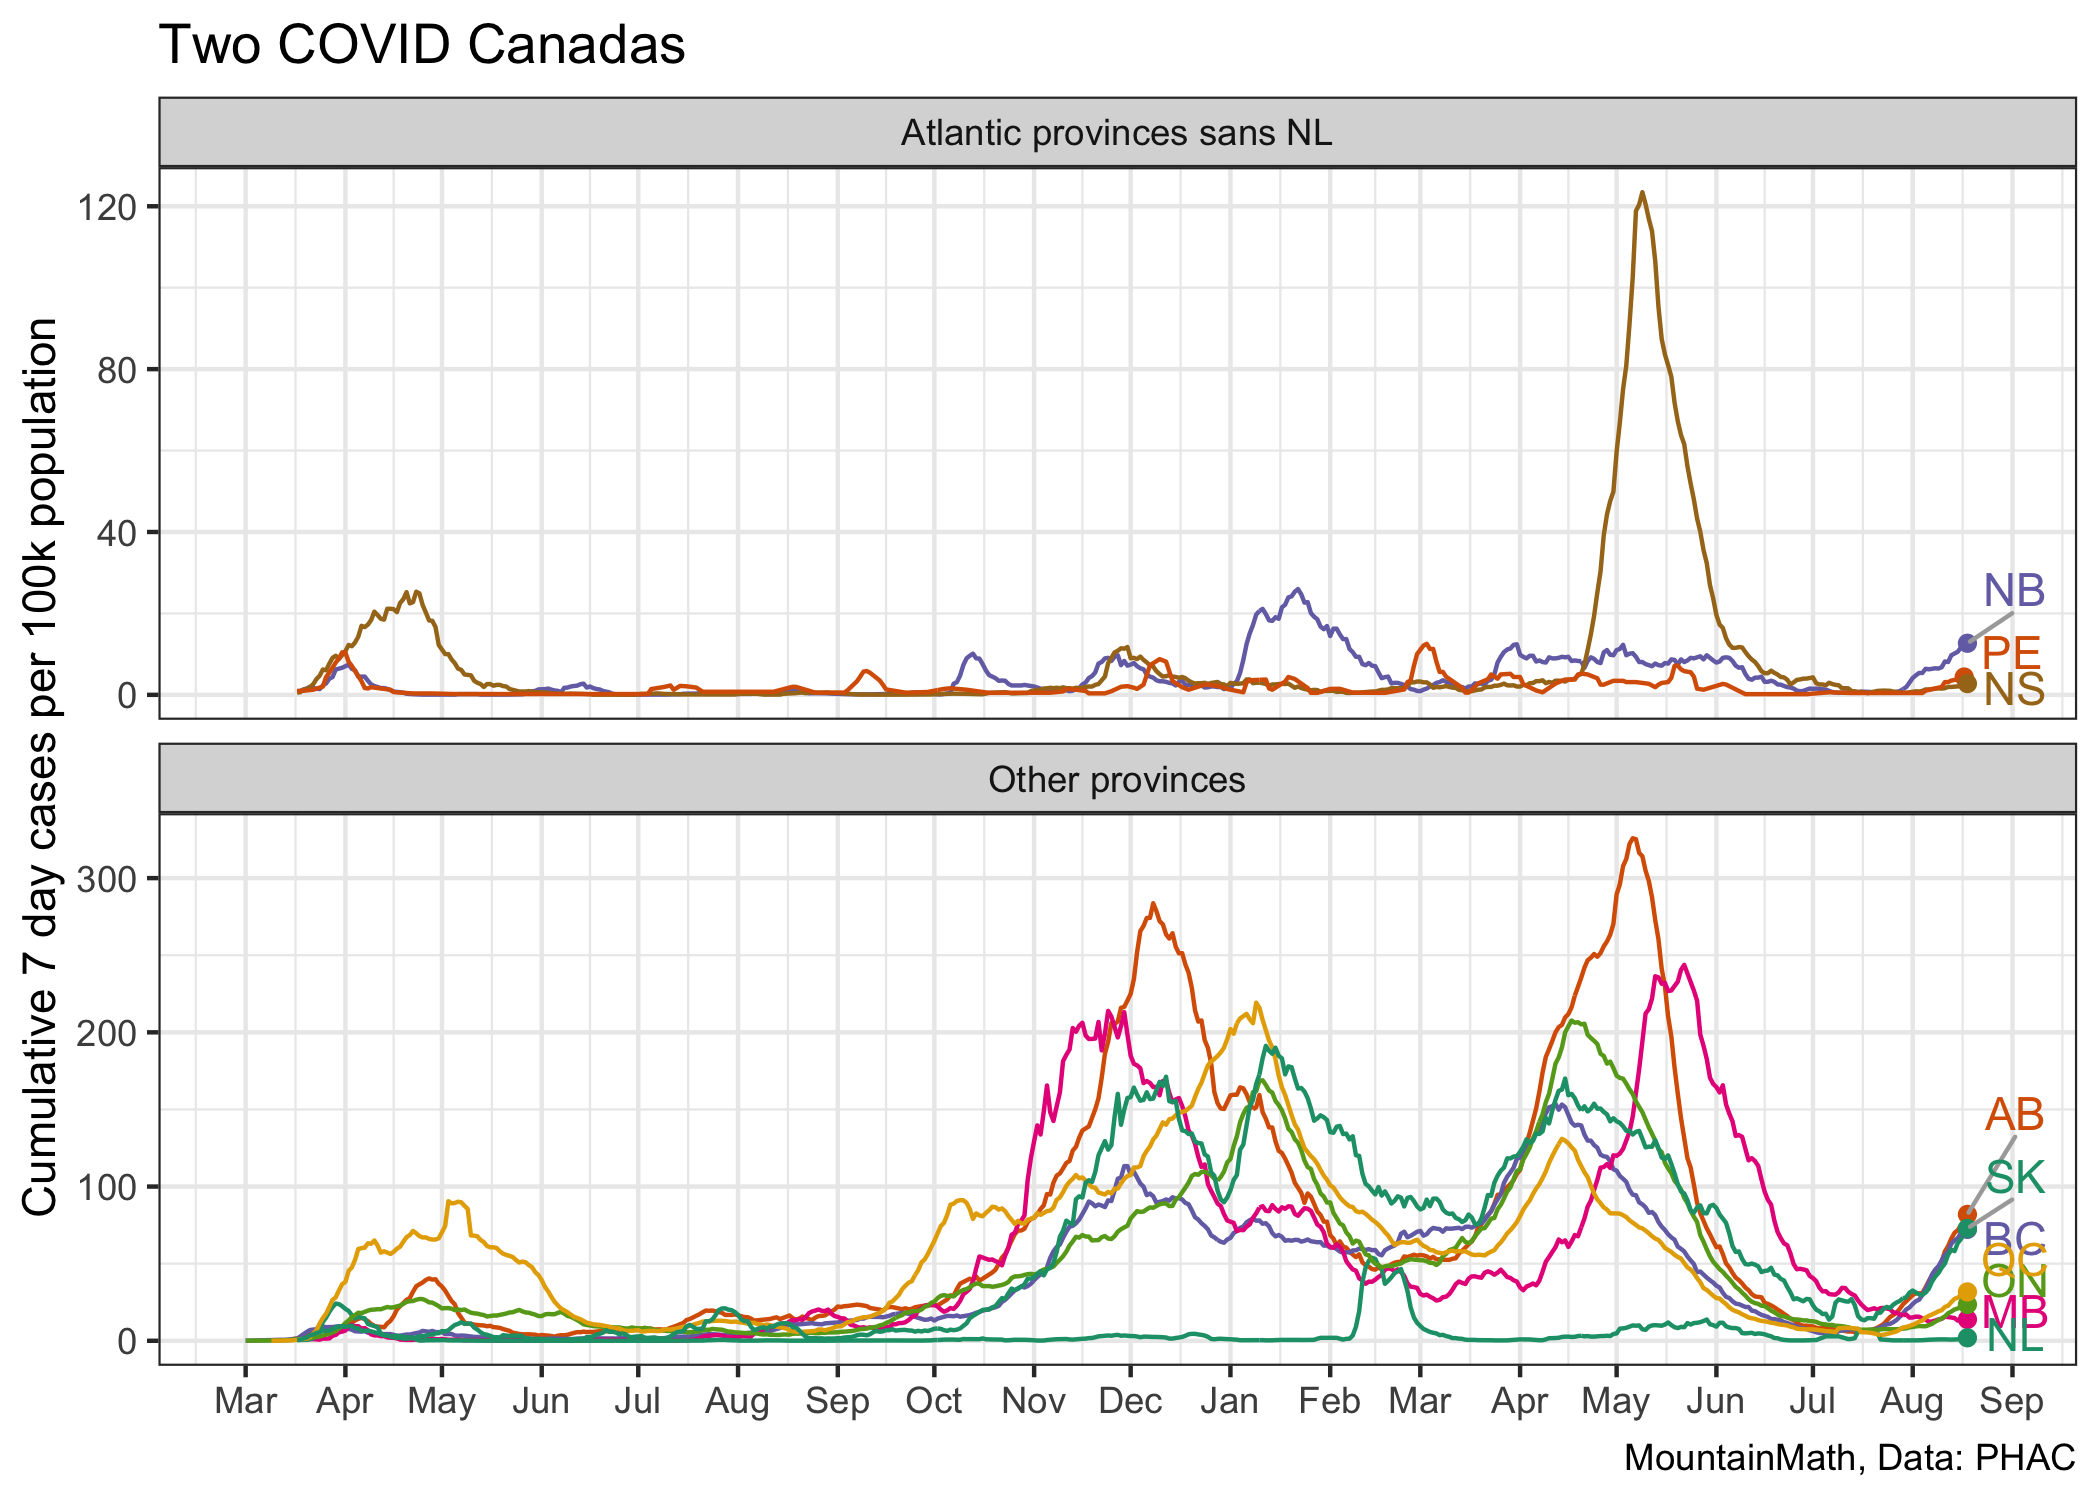 Two COVID Canadas
Atlantic provinces sans NL
Cumulative 7 day cases per 100k population
120
80
40
0
NB
PE
NS
Other provinces
300
200
100
0
AB
SK
BC
QC
ON
MB
NL
Mar Apr May Jun Jul Aug Sep Oct Nov Dec Jan Feb Mar Apr May Jun Jul Aug Sep
MountainMath, Data: PHAC